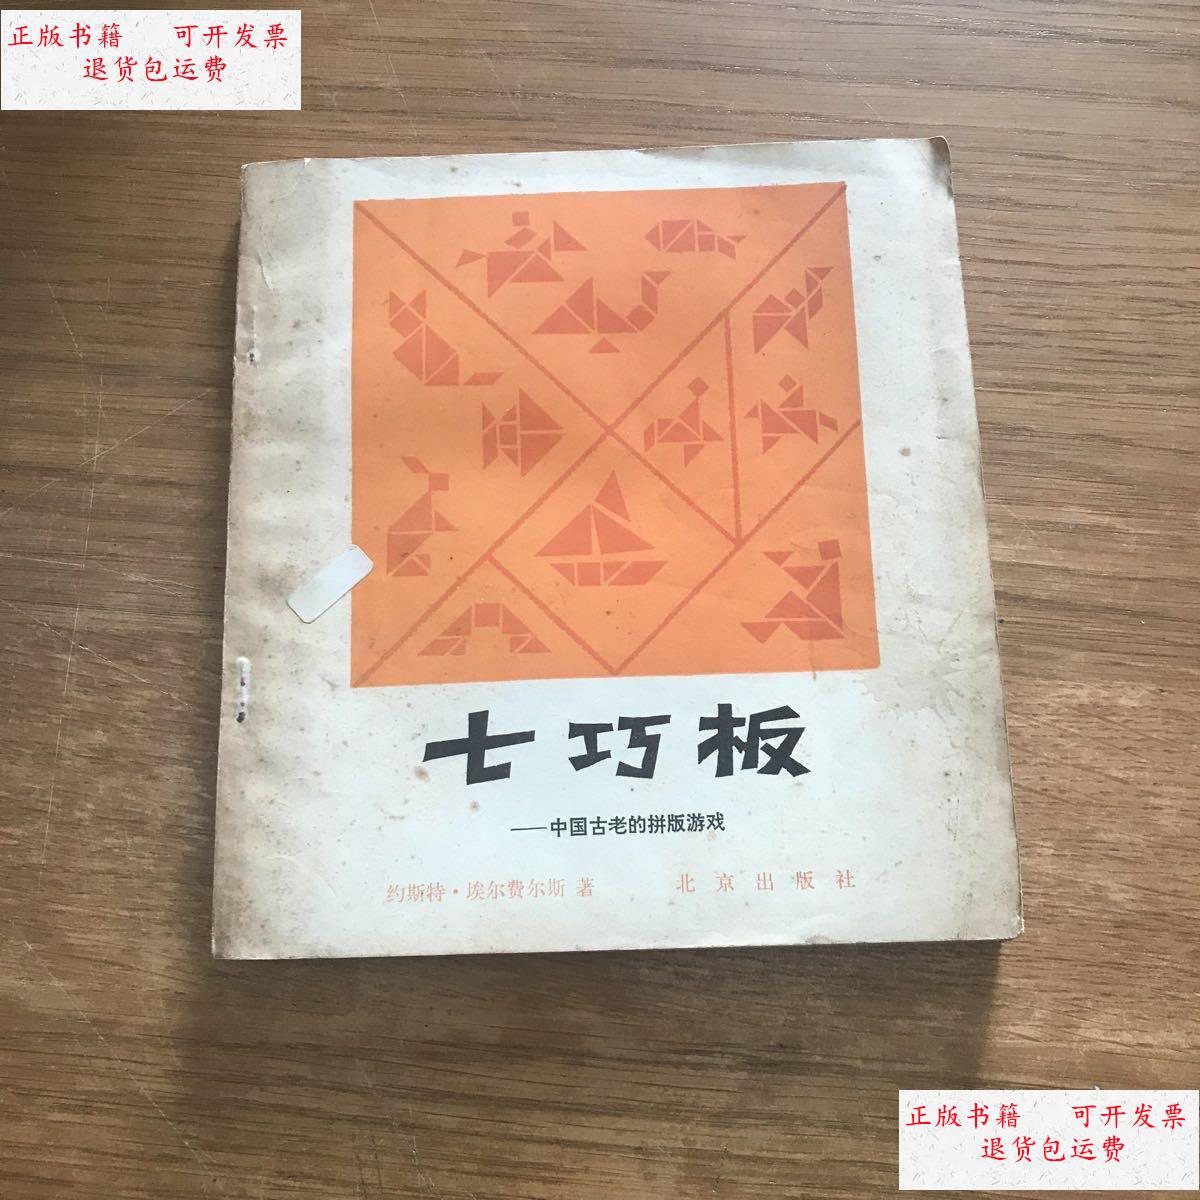 正版书籍 可开发票
退货包运费
七巧板
——中国古老的拼版游戏
约斯特·埃尔费尔斯 著 北京出版社
正版书籍 可开发票
退货包运费